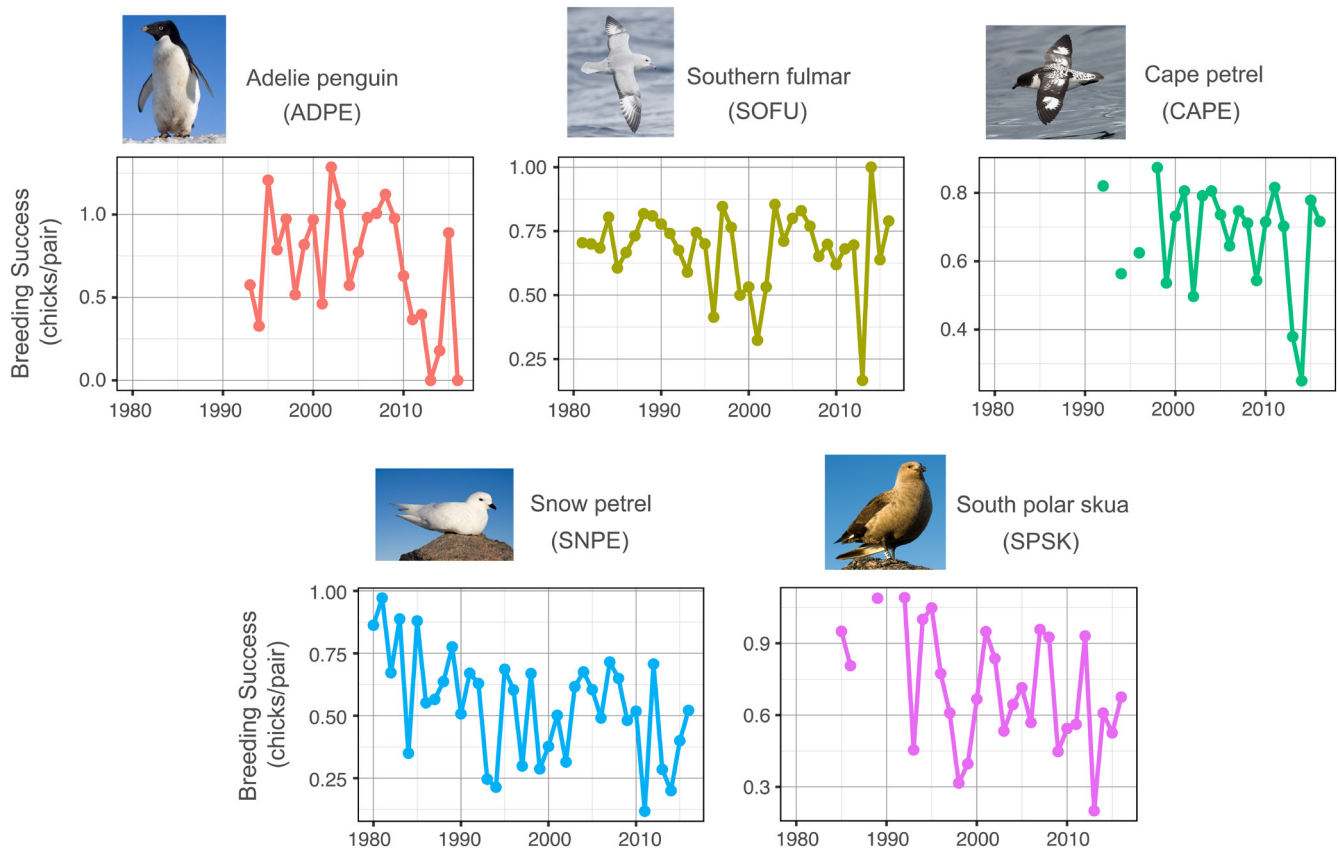 Adelie penguin
(ADPE)
Southern fulmar
(SOFU)
Cape petrel
(CAPE)
Breeding Success
(chicks/pair)
1.0
0.5
0.0
1980
1990
2000
2010
1.00
0.75
0.50
0.25
1980
1990
2000
2010
0.8
0.6
0.4
1980
1990
2000
2010
Snow petrel
(SNPE)
South polar skua
(SPSK)
Breeding Success
(chicks/pair)
1.00
0.75
0.50
0.25
1980
1990
2000
2010
0.9
0.6
0.3
1980
1990
2000
2010